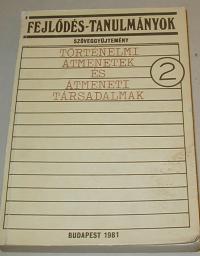 FEJLŐDÉS-TANULMÁNYOK
SZÖVEGGYŰJTEMÉNY
TÖRTÉNELMI
ÁTMENETEK
ÉS
ÁTMENETI
TÁRSADALMAK
2
BUDAPEST 1981